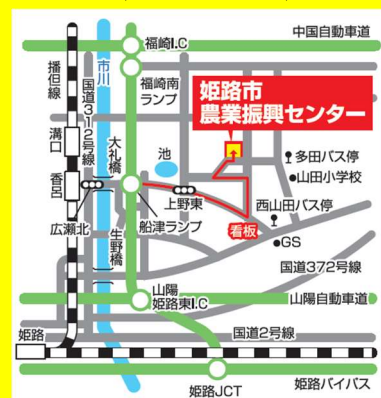 福崎I.C
中国自動車道
播但線
国道312号線
市川
福崎南
ランプ
姫路市
農業振興センター
溝口
大礼橋
池
多田バス停
山田小学校
香呂
上野東
西山田バス停
広瀬北
生野橋
船津ランプ
看板
GS
国道372号線
山陽
姫路東I.C
山陽自動車道
姫路
国道2号線
姫路JCT
姫路バイパス